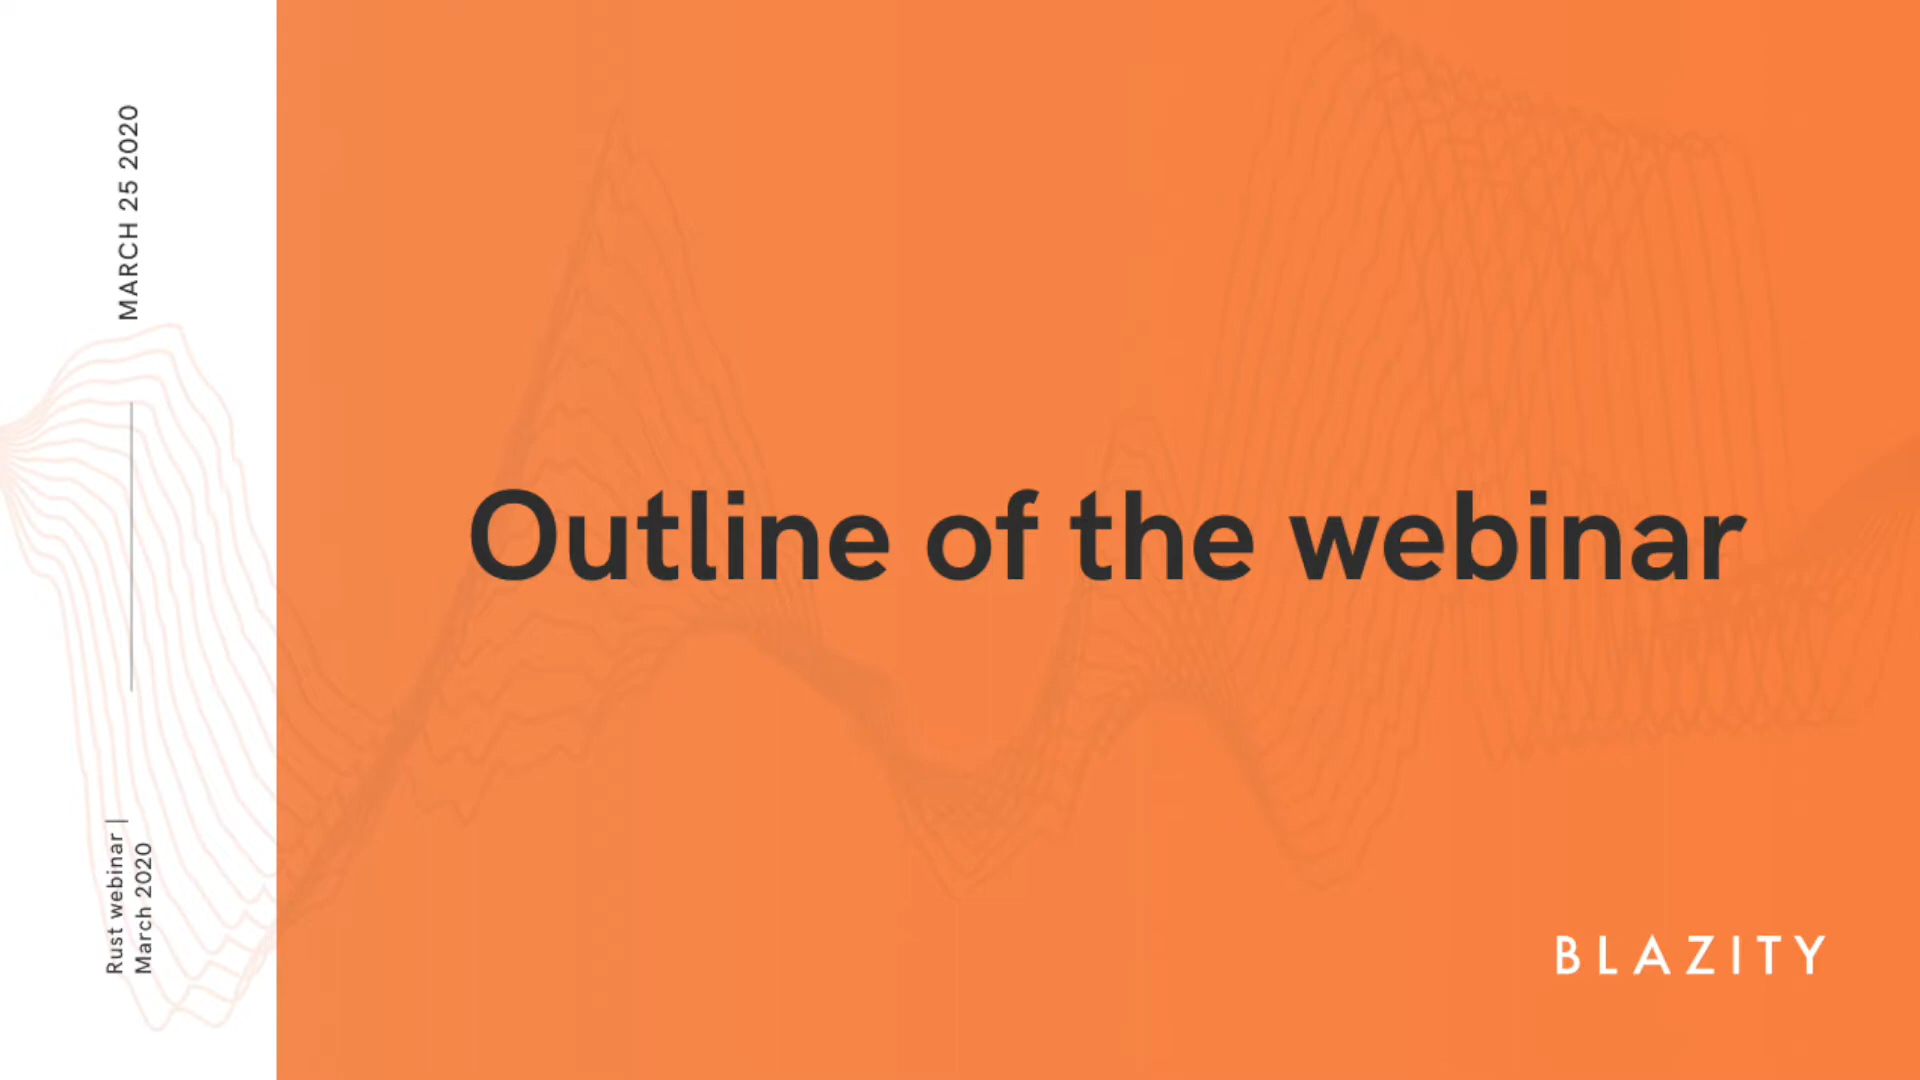 MARCH 25 2020
Rust webinar |
March 2020
Outline of the webinar
BLAZITY